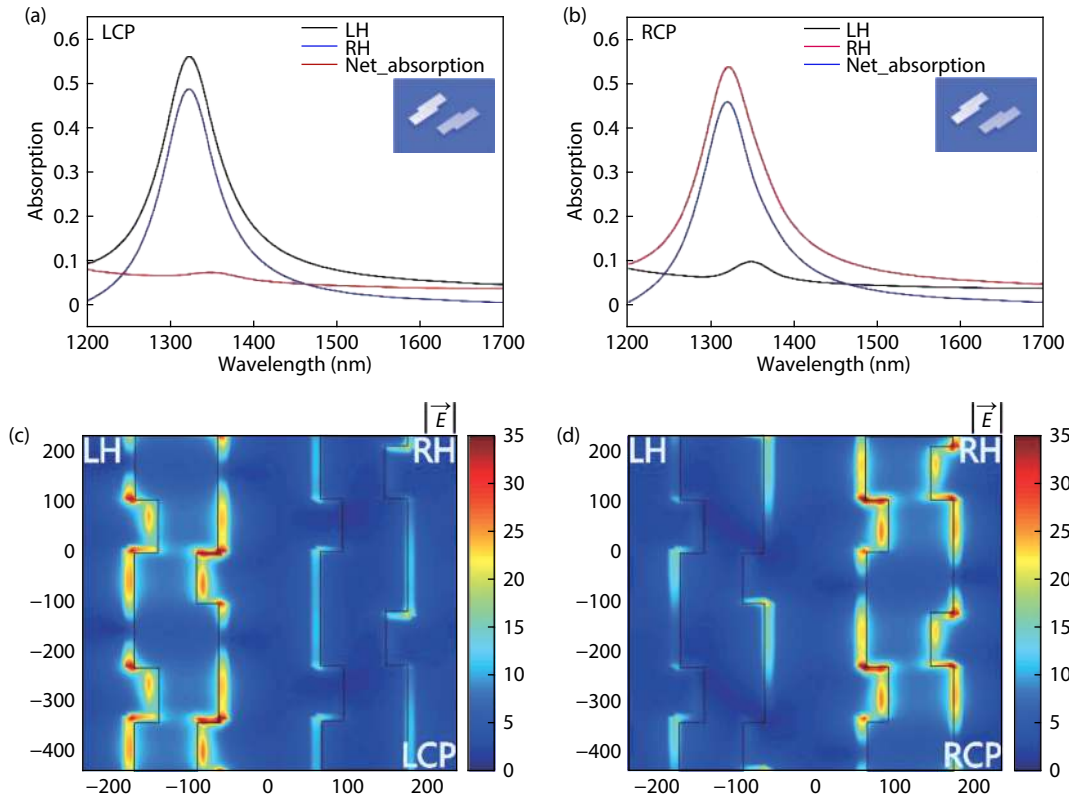 (a)
LCP
LH
RH
Net_absorption
0.6
0.5
0.4
0.3
0.2
0.1
0
Absorption
1200 1300 1400 1500 1600 1700
Wavelength (nm)
(b)
RCP
LH
RH
Net_absorption
0.6
0.5
0.4
0.3
0.2
0.1
0
Absorption
1200 1300 1400 1500 1600 1700
Wavelength (nm)
(c)
|E|
LH
RH
LCP
200
100
0
−100
−200
−300
−400
−200 −100 0 100 200
35
30
25
20
15
10
5
0
(d)
|E|
LH
RH
RCP
200
100
0
−100
−200
−300
−400
−200 −100 0 100 200
35
30
25
20
15
10
5
0